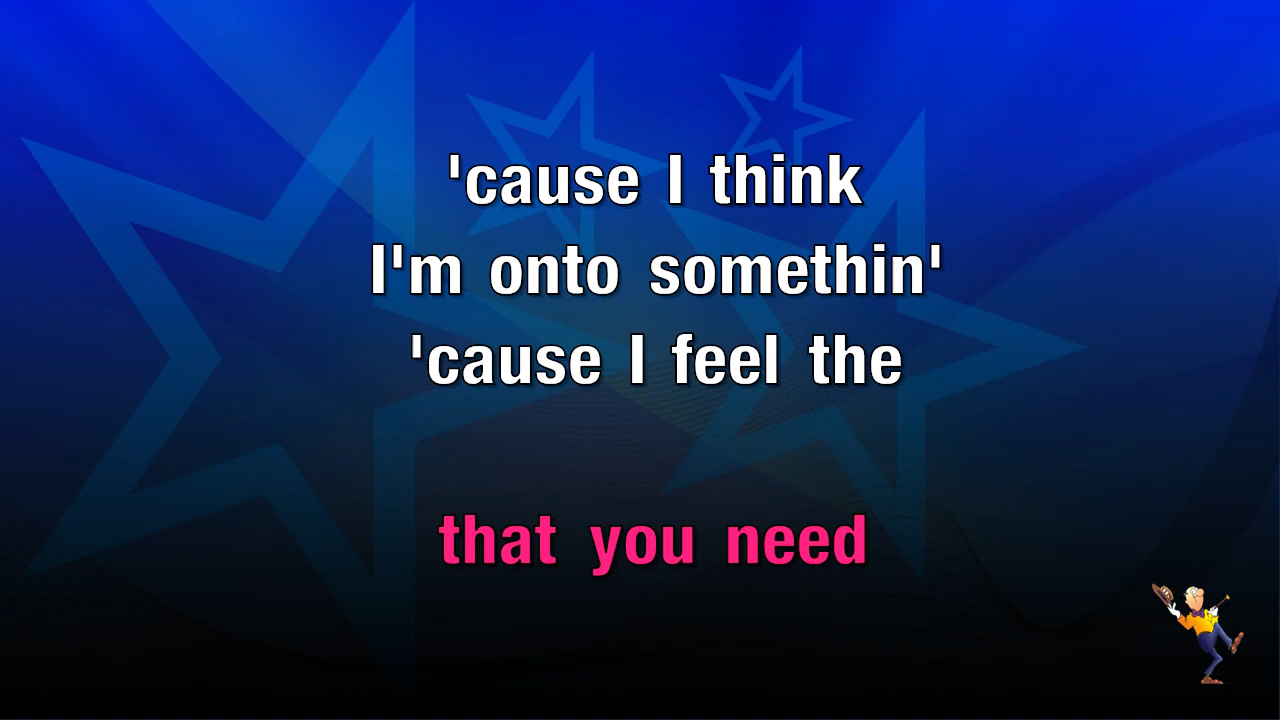 'cause I think
I'm onto somethin'
'cause I feel the
that you need